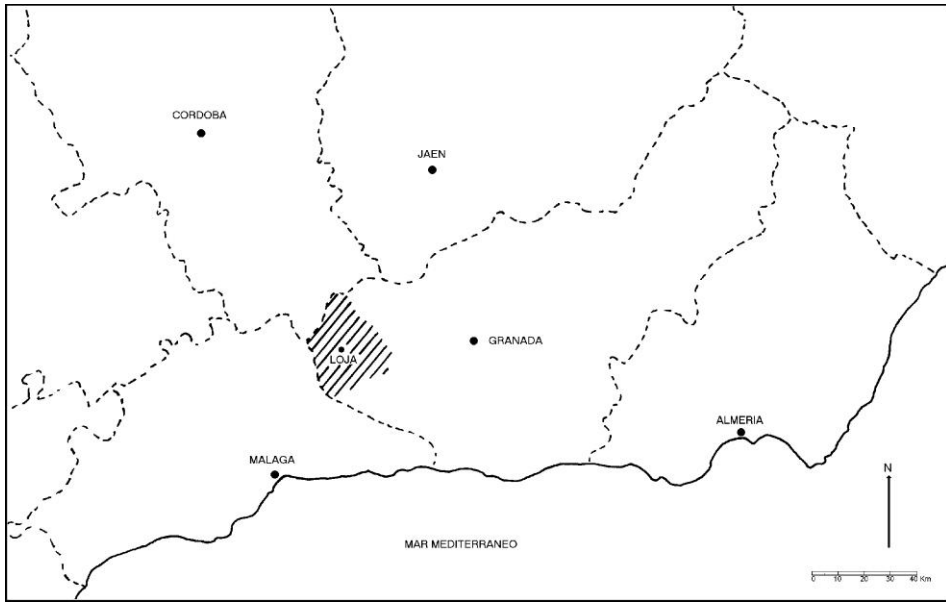 CORDOBA
JAEN
GRANADA
LOJA
ALMERIA
MALAGA
N
MAR MEDITERRANEO
0 10 20 30 40 Km